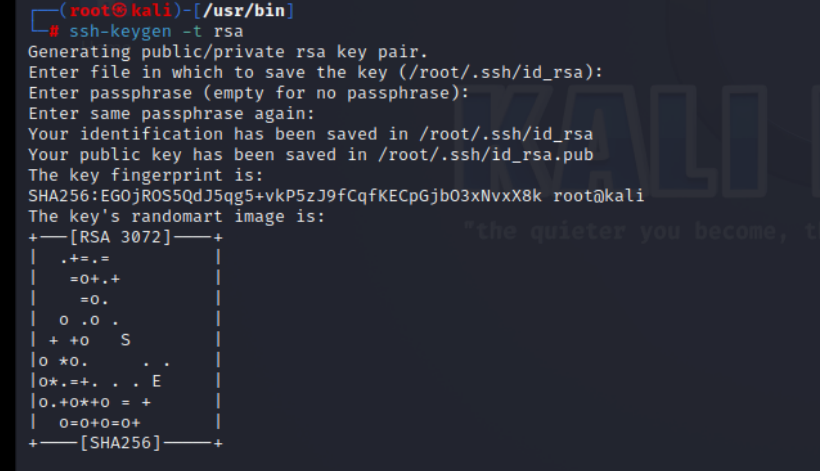 ┌──(root㉿kali)-[/usr/bin]
└─# ssh-keygen -t rsa
Generating public/private rsa key pair.
Enter file in which to save the key (/root/.ssh/id_rsa):
Enter passphrase (empty for no passphrase):
Enter same passphrase again:
Your identification has been saved in /root/.ssh/id_rsa
Your public key has been saved in /root/.ssh/id_rsa.pub
The key fingerprint is:
SHA256:EGOjROS5QdJ5qg5+vkP5zJ9fCqfKECpGjbO3xNvxX8k root@kali
The key's randomart image is:
+---[RSA 3072]----+
|  .+=.=          |
|   =o+.+         |
|    =o.          |
|  o .o .         |
| + +o   S        |
|o *o.     . .    |
|o*.=+. . . E     |
|o.+o*+o = +      |
|  o=o+o=o+       |
+----[SHA256]-----+
KALI
"the quieter you become,